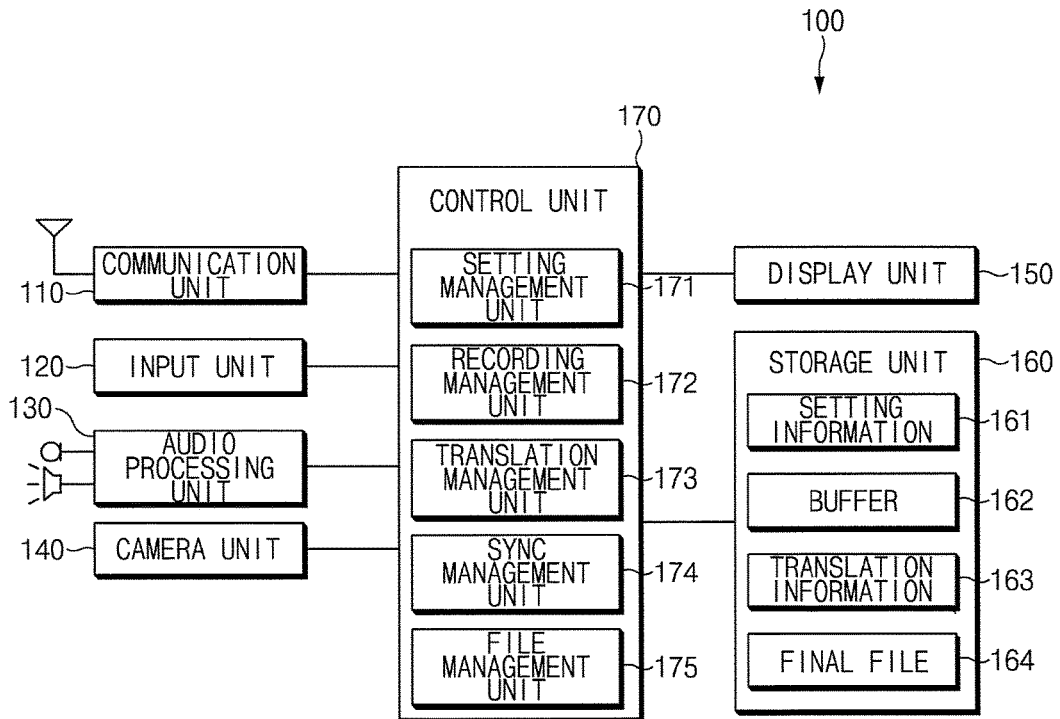 100
170
CONTROL UNIT
COMMUNICATION
UNIT
110
INPUT UNIT
120
130
AUDIO
PROCESSING
UNIT
140
CAMERA UNIT
SETTING
MANAGEMENT
UNIT
171
RECORDING
MANAGEMENT
UNIT
172
TRANSLATION
MANAGEMENT
UNIT
173
SYNC
MANAGEMENT
UNIT
174
FILE
MANAGEMENT
UNIT
175
DISPLAY UNIT
150
STORAGE UNIT
160
SETTING
INFORMATION
161
BUFFER
162
TRANSLATION
INFORMATION
163
FINAL FILE
164